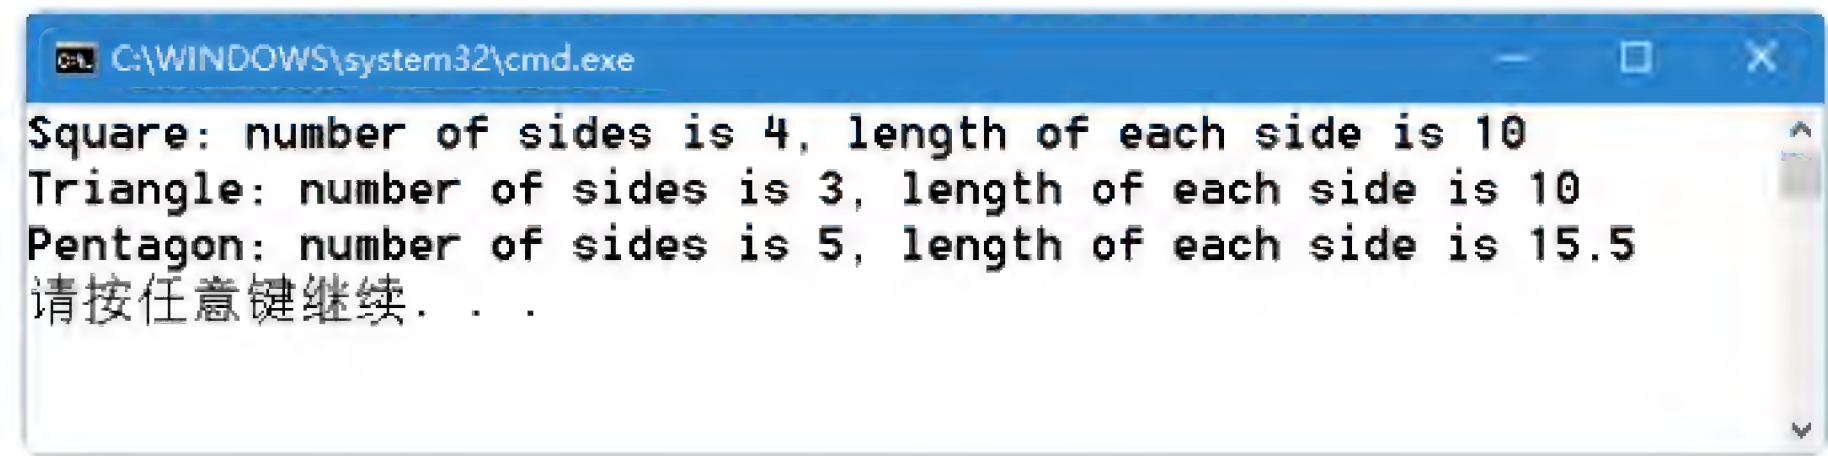 C:\WINDOWS\system32\cmd.exe
Square: number of sides is 4, length of each side is 10
Triangle: number of sides is 3, length of each side is 10
Pentagon: number of sides is 5, length of each side is 15.5
请按任意键继续. . .